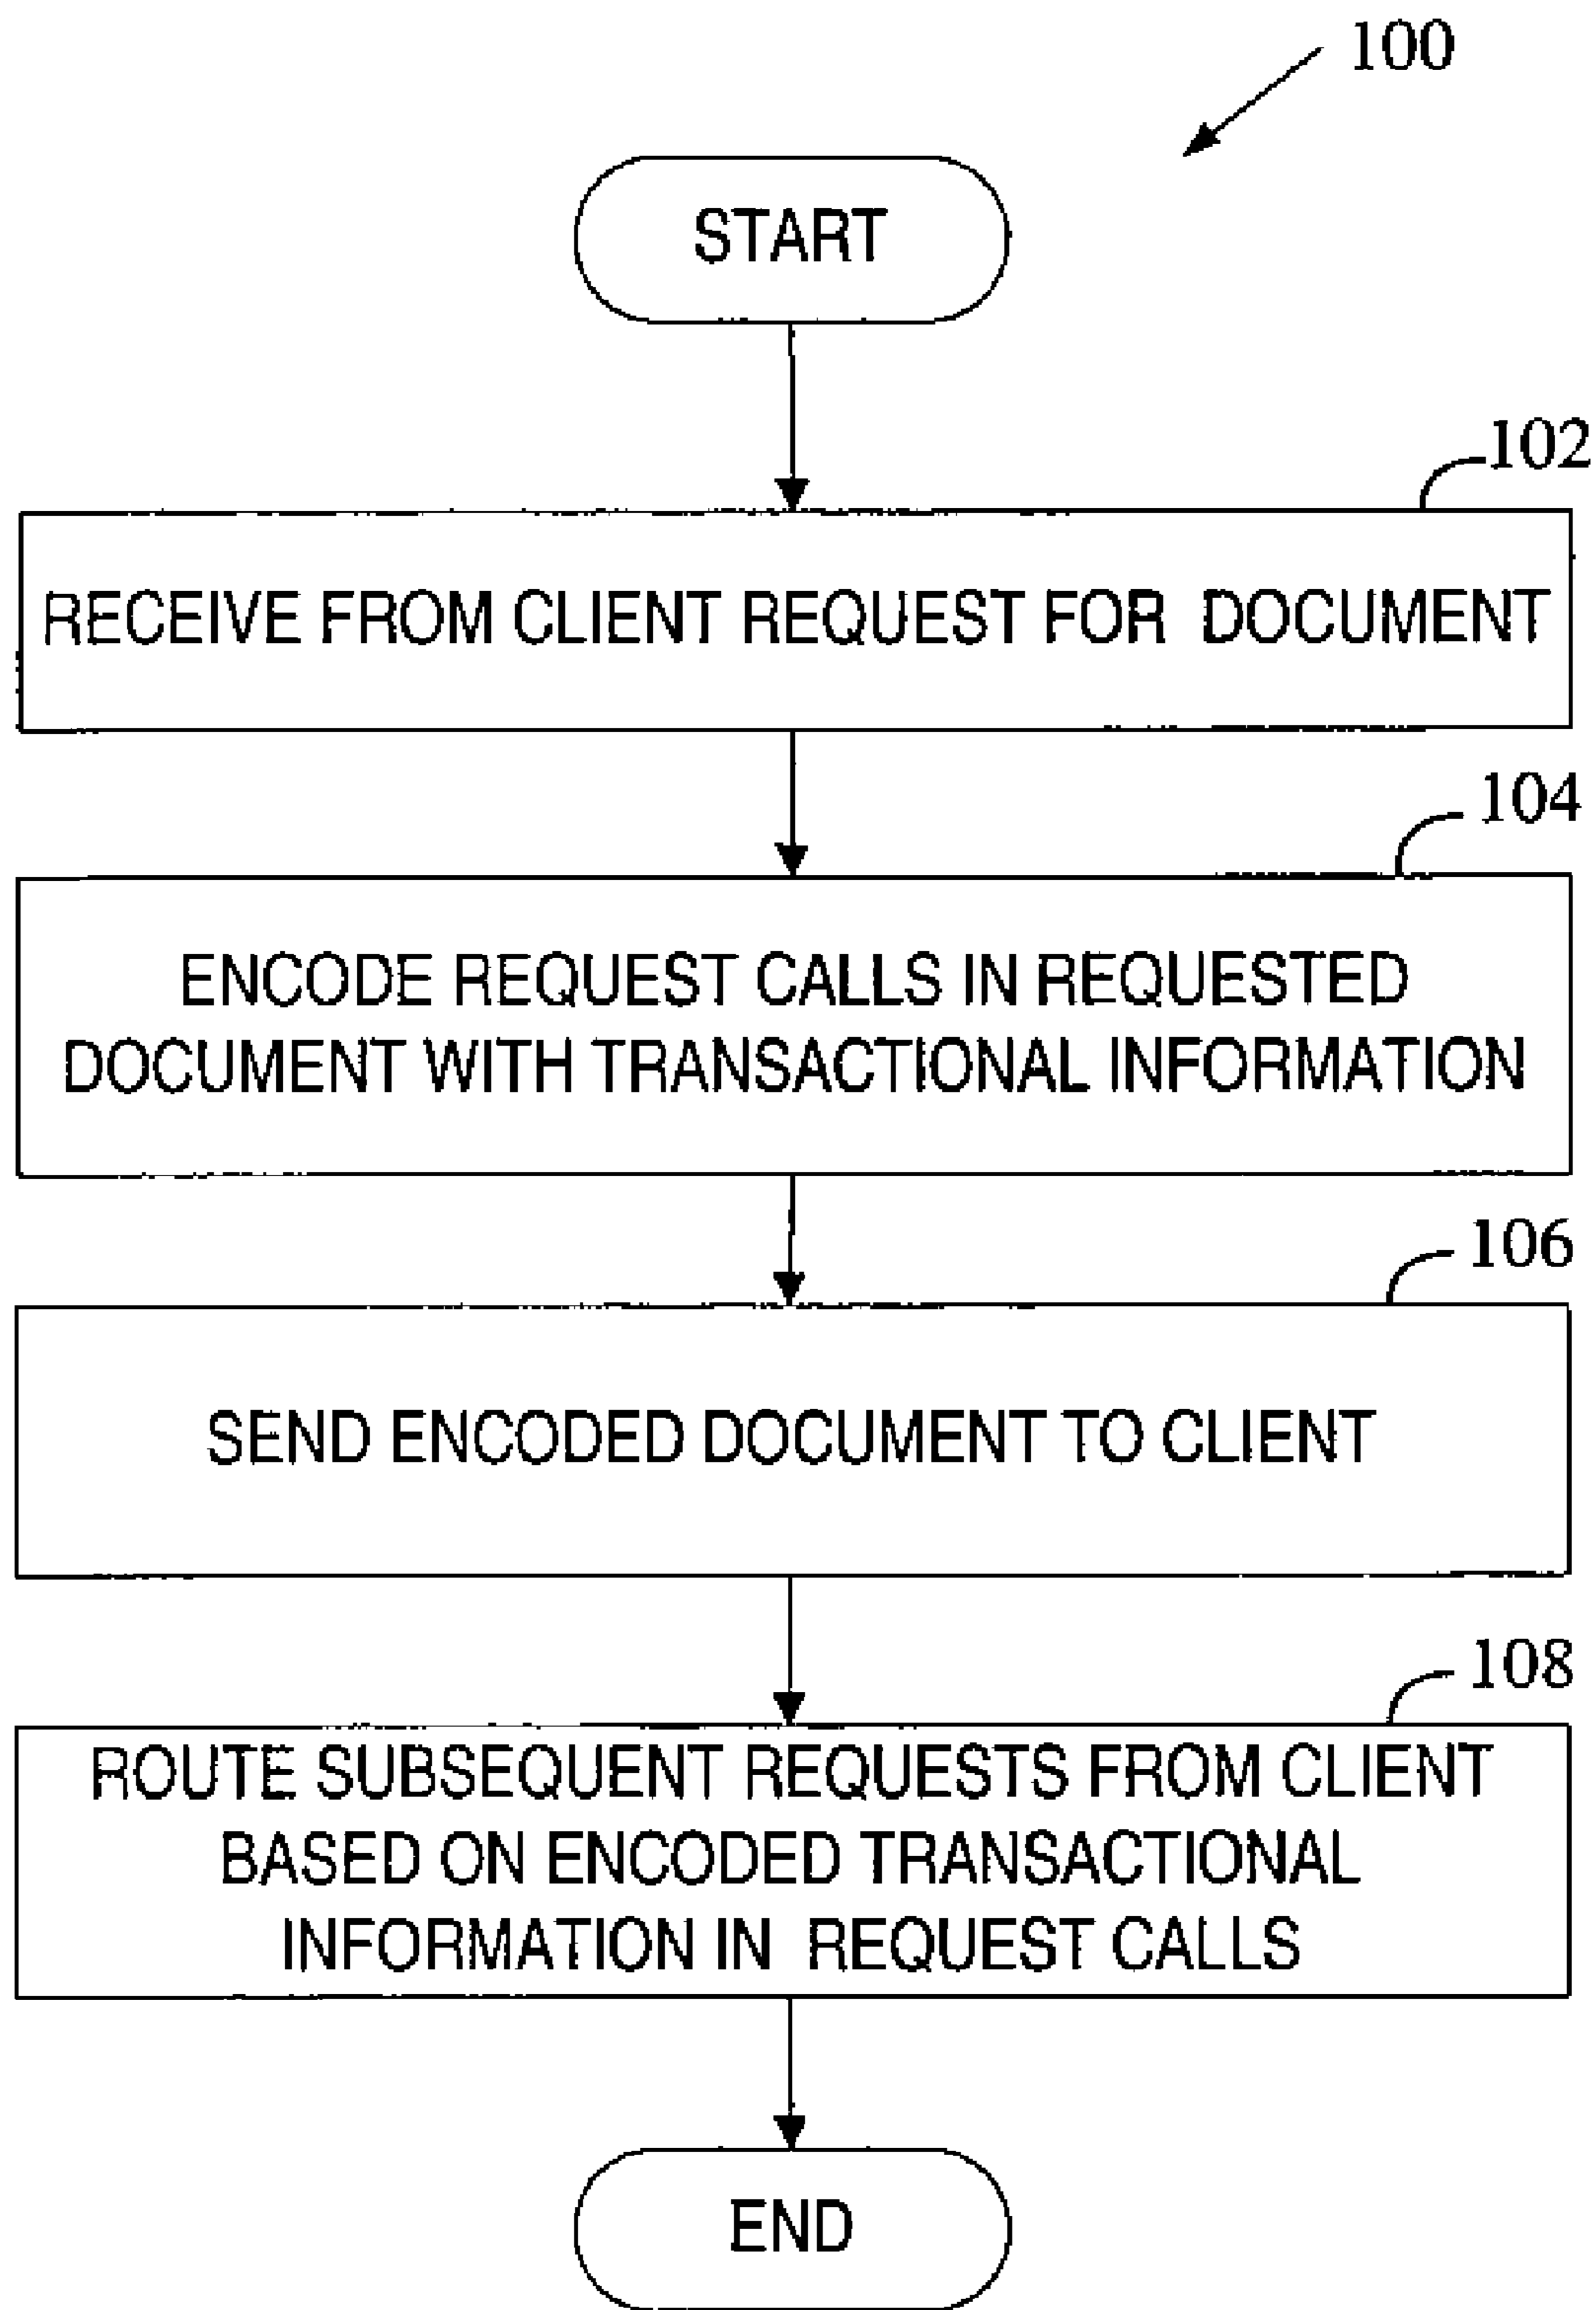 100
START
102
RECEIVE FROM CLIENT REQUEST FOR DOCUMENT
104
ENCODE REQUEST CALLS IN REQUESTED
DOCUMENT WITH TRANSACTIONAL INFORMATION
106
SEND ENCODED DOCUMENT TO CLIENT
108
ROUTE SUBSEQUENT REQUESTS FROM CLIENT
BASED ON ENCODED TRANSACTIONAL
INFORMATION IN REQUEST CALLS
END